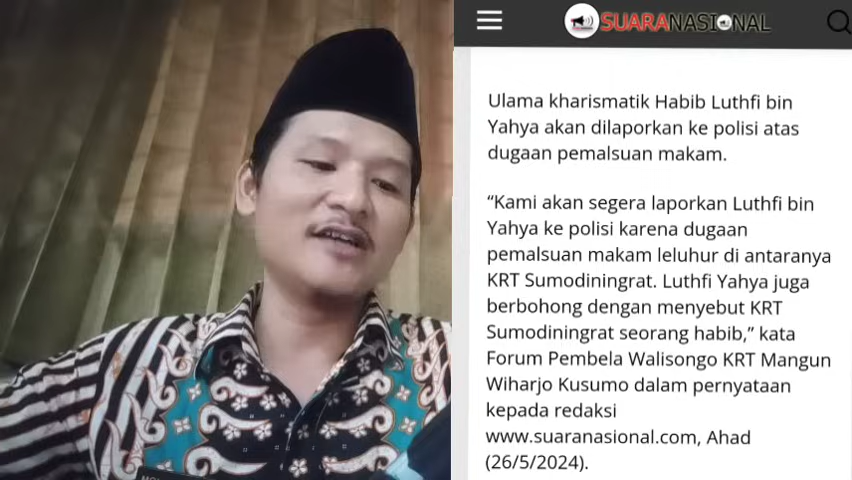 SUARANASIONAL
Ulama kharismatik Habib Luthfi bin
Yahya akan dilaporkan ke polisi atas
dugaan pemalsuan makam.
“Kami akan segera laporkan Luthfi bin
Yahya ke polisi karena dugaan
pemalsuan makam leluhur di antaranya
KRT Sumodiningrat. Luthfi Yahya juga
berbohong dengan menyebut KRT
Sumodiningrat seorang habib,” kata
Forum Pembela Walisongo KRT Mangun
Wiharjo Kusumo dalam pernyataan
kepada redaksi
www.suaranasional.com, Ahad
(26/5/2024).